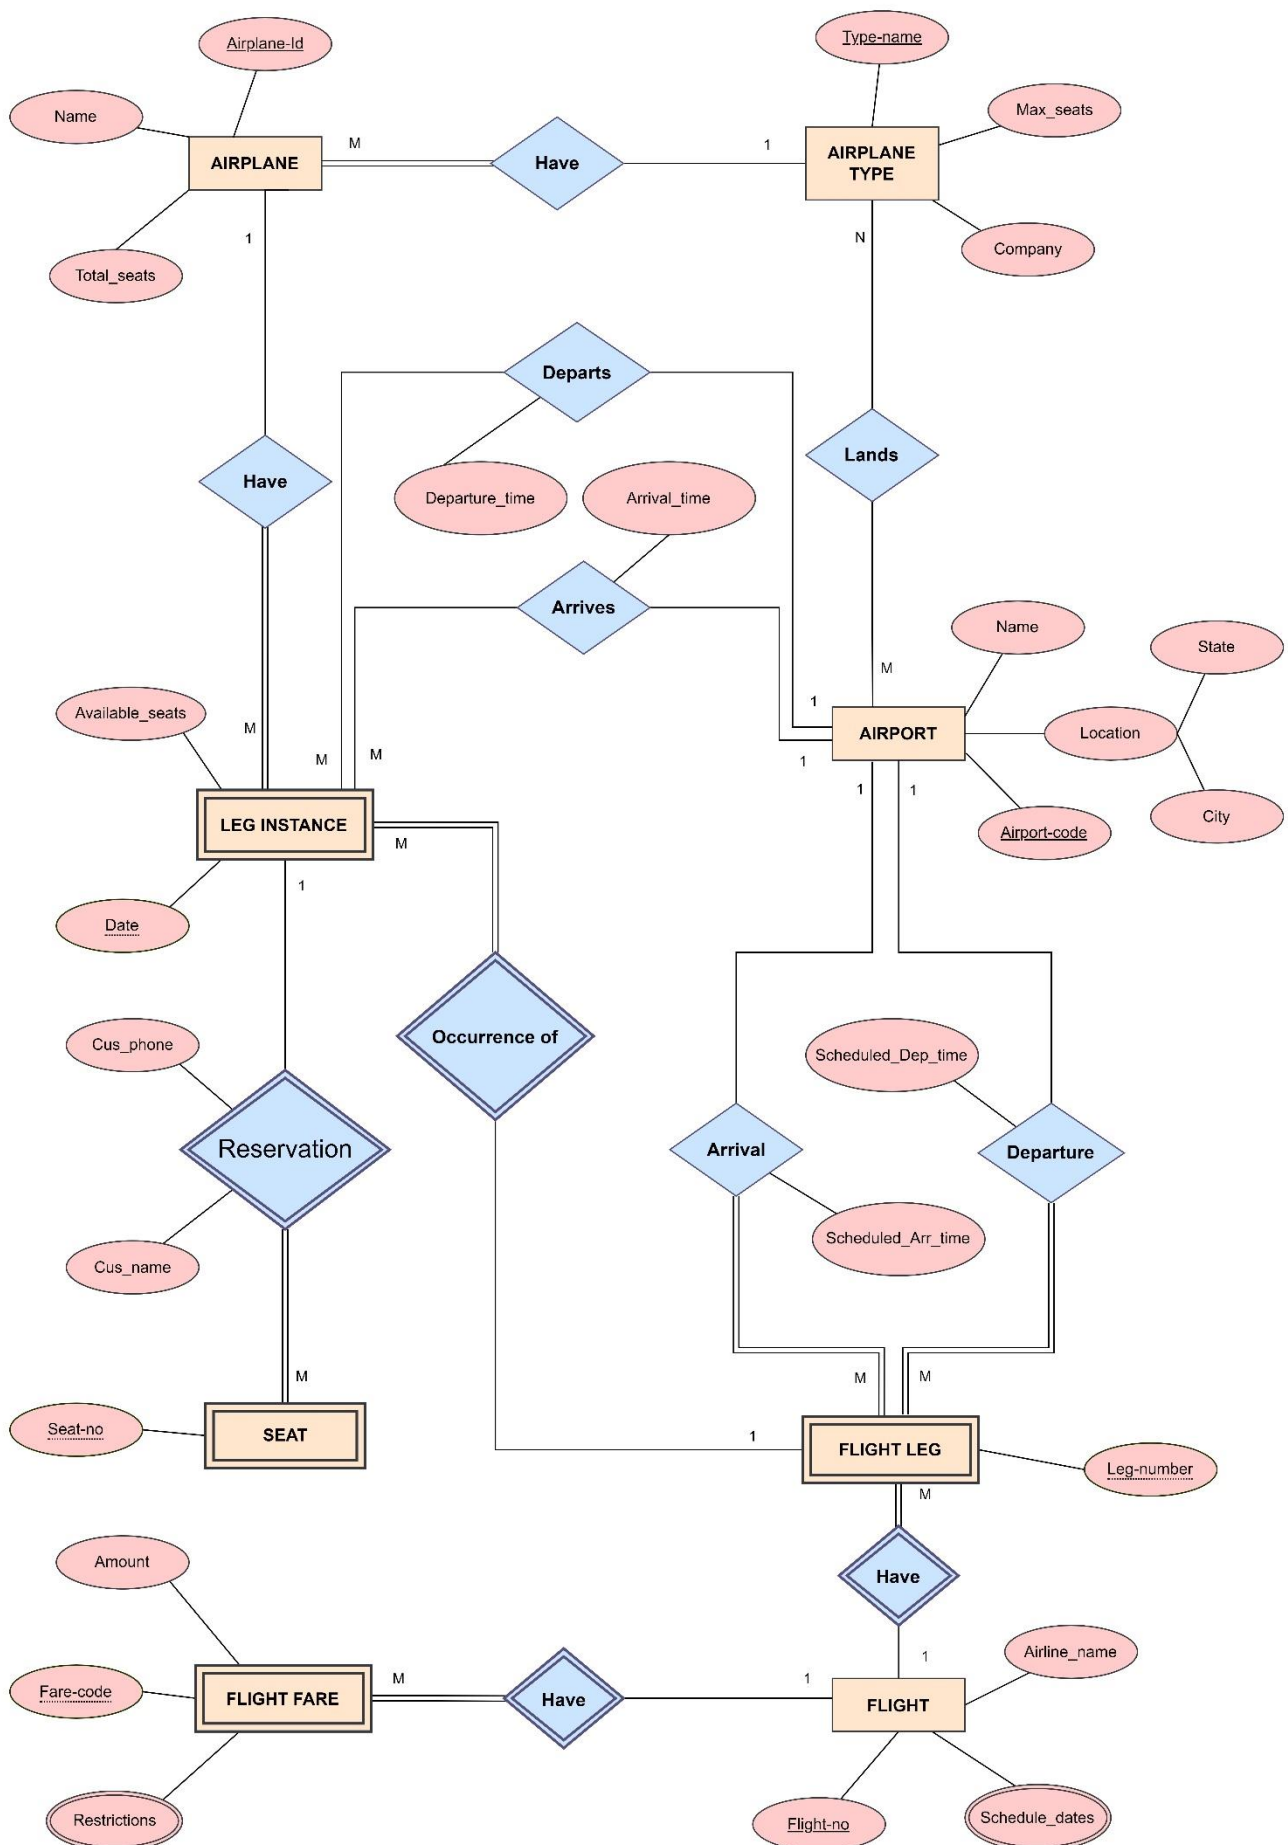 Airplane-Id
Type-name
Name
Max_seats
AIRPLANE
M
Have
1
AIRPLANE
TYPE
1
N
Company
Total_seats
Departs
Lands
Have
Departure_time
Arrival_time
Arrives
Name
State
M
Available_seats
1
M
Location
AIRPORT
M
M
1
1
1
City
LEG INSTANCE
M
Airport-code
1
Date
Cus_phone
Occurrence of
Scheduled_Dep_time
Reservation
Arrival
Departure
Scheduled_Arr_time
Cus_name
M
M
M
Seat-no
SEAT
1
FLIGHT LEG
Leg-number
M
Amount
Have
1
Airline_name
M
1
Fare-code
FLIGHT FARE
Have
FLIGHT
Restrictions
Flight-no
Schedule_dates